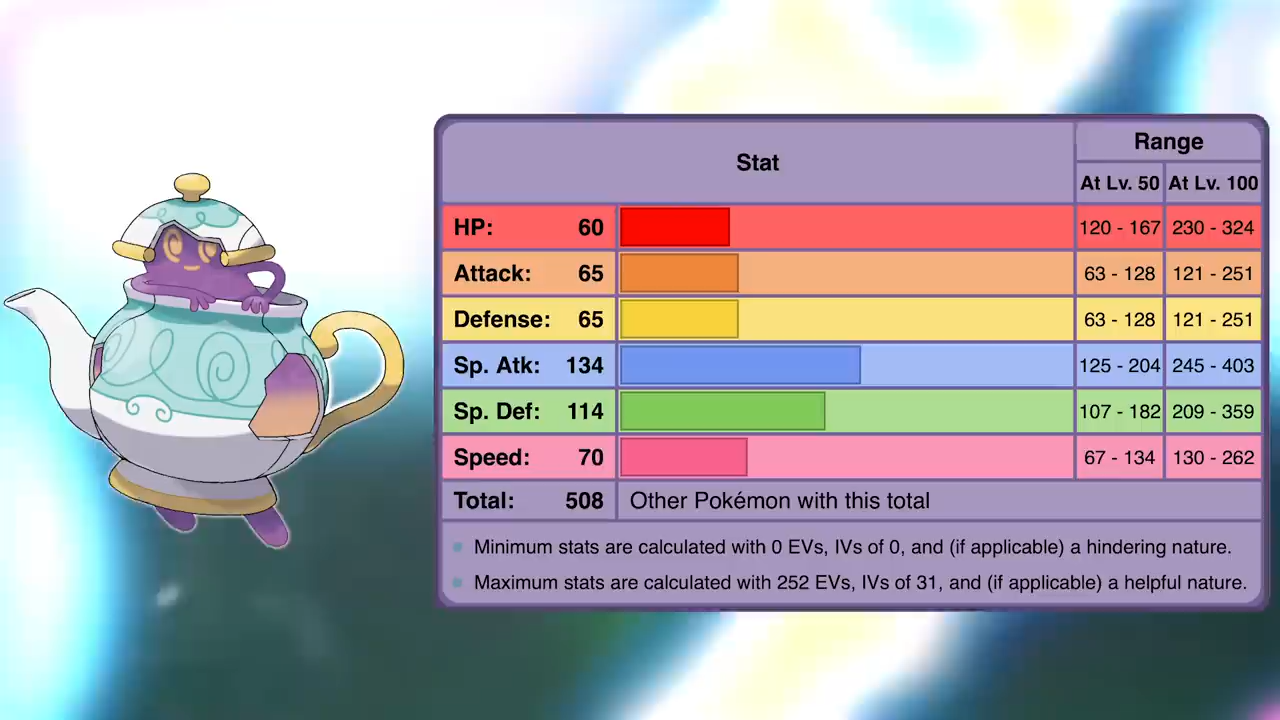 Stat
Range
At Lv. 50 At Lv. 100
HP: 60 120 - 167 230 - 324
Attack: 65 63 - 128 121 - 251
Defense: 65 63 - 128 121 - 251
Sp. Atk: 134 125 - 204 245 - 403
Sp. Def: 114 107 - 182 209 - 359
Speed: 70 67 - 134 130 - 262
Total: 508 Other Pokémon with this total
Minimum stats are calculated with 0 EVs, IVs of 0, and (if applicable) a hindering nature.
Maximum stats are calculated with 252 EVs, IVs of 31, and (if applicable) a helpful nature.